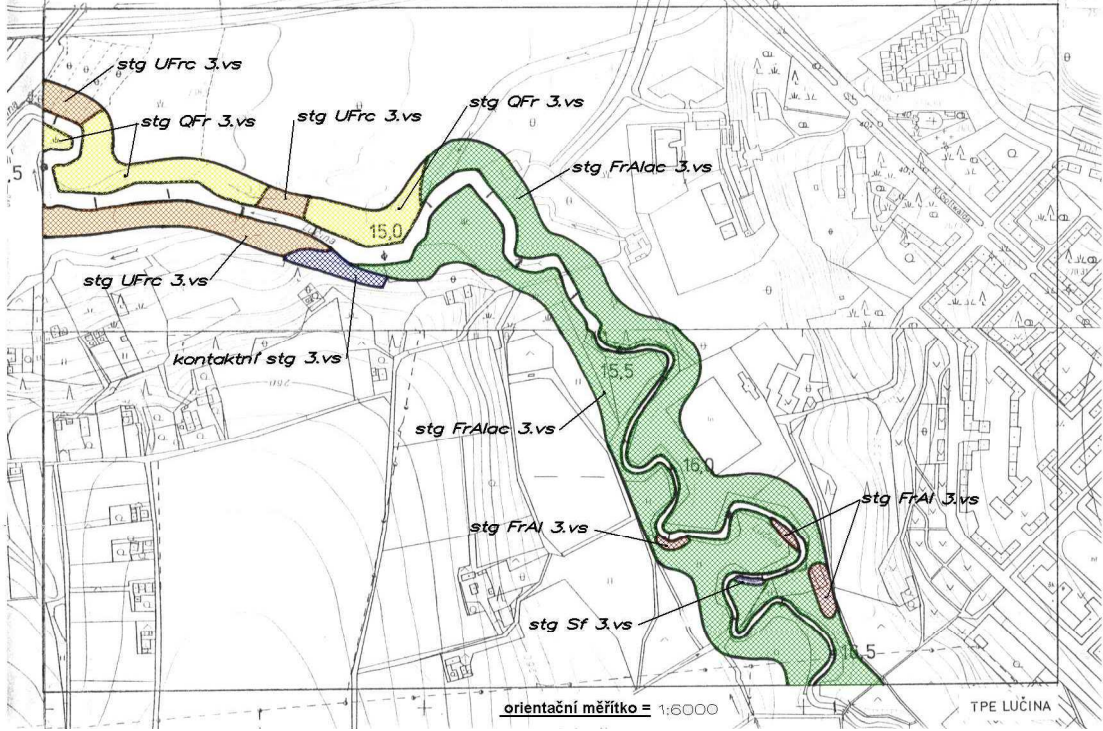 stg UFrc 3.vs
stg QFr 3.vs
stg UFrc 3.vs
stg QFr 3.vs
stg FrAlac 3.vs
15,0
stg UFrc 3.vs
kontaktní stg 3.vs
15,5
stg FrAlac 3.vs
16,0
stg FrAl 3.vs
stg FrAl 3.vs
stg Sf 3.vs
16,5
orientační měřítko = 1:6000
TPE LUČINA